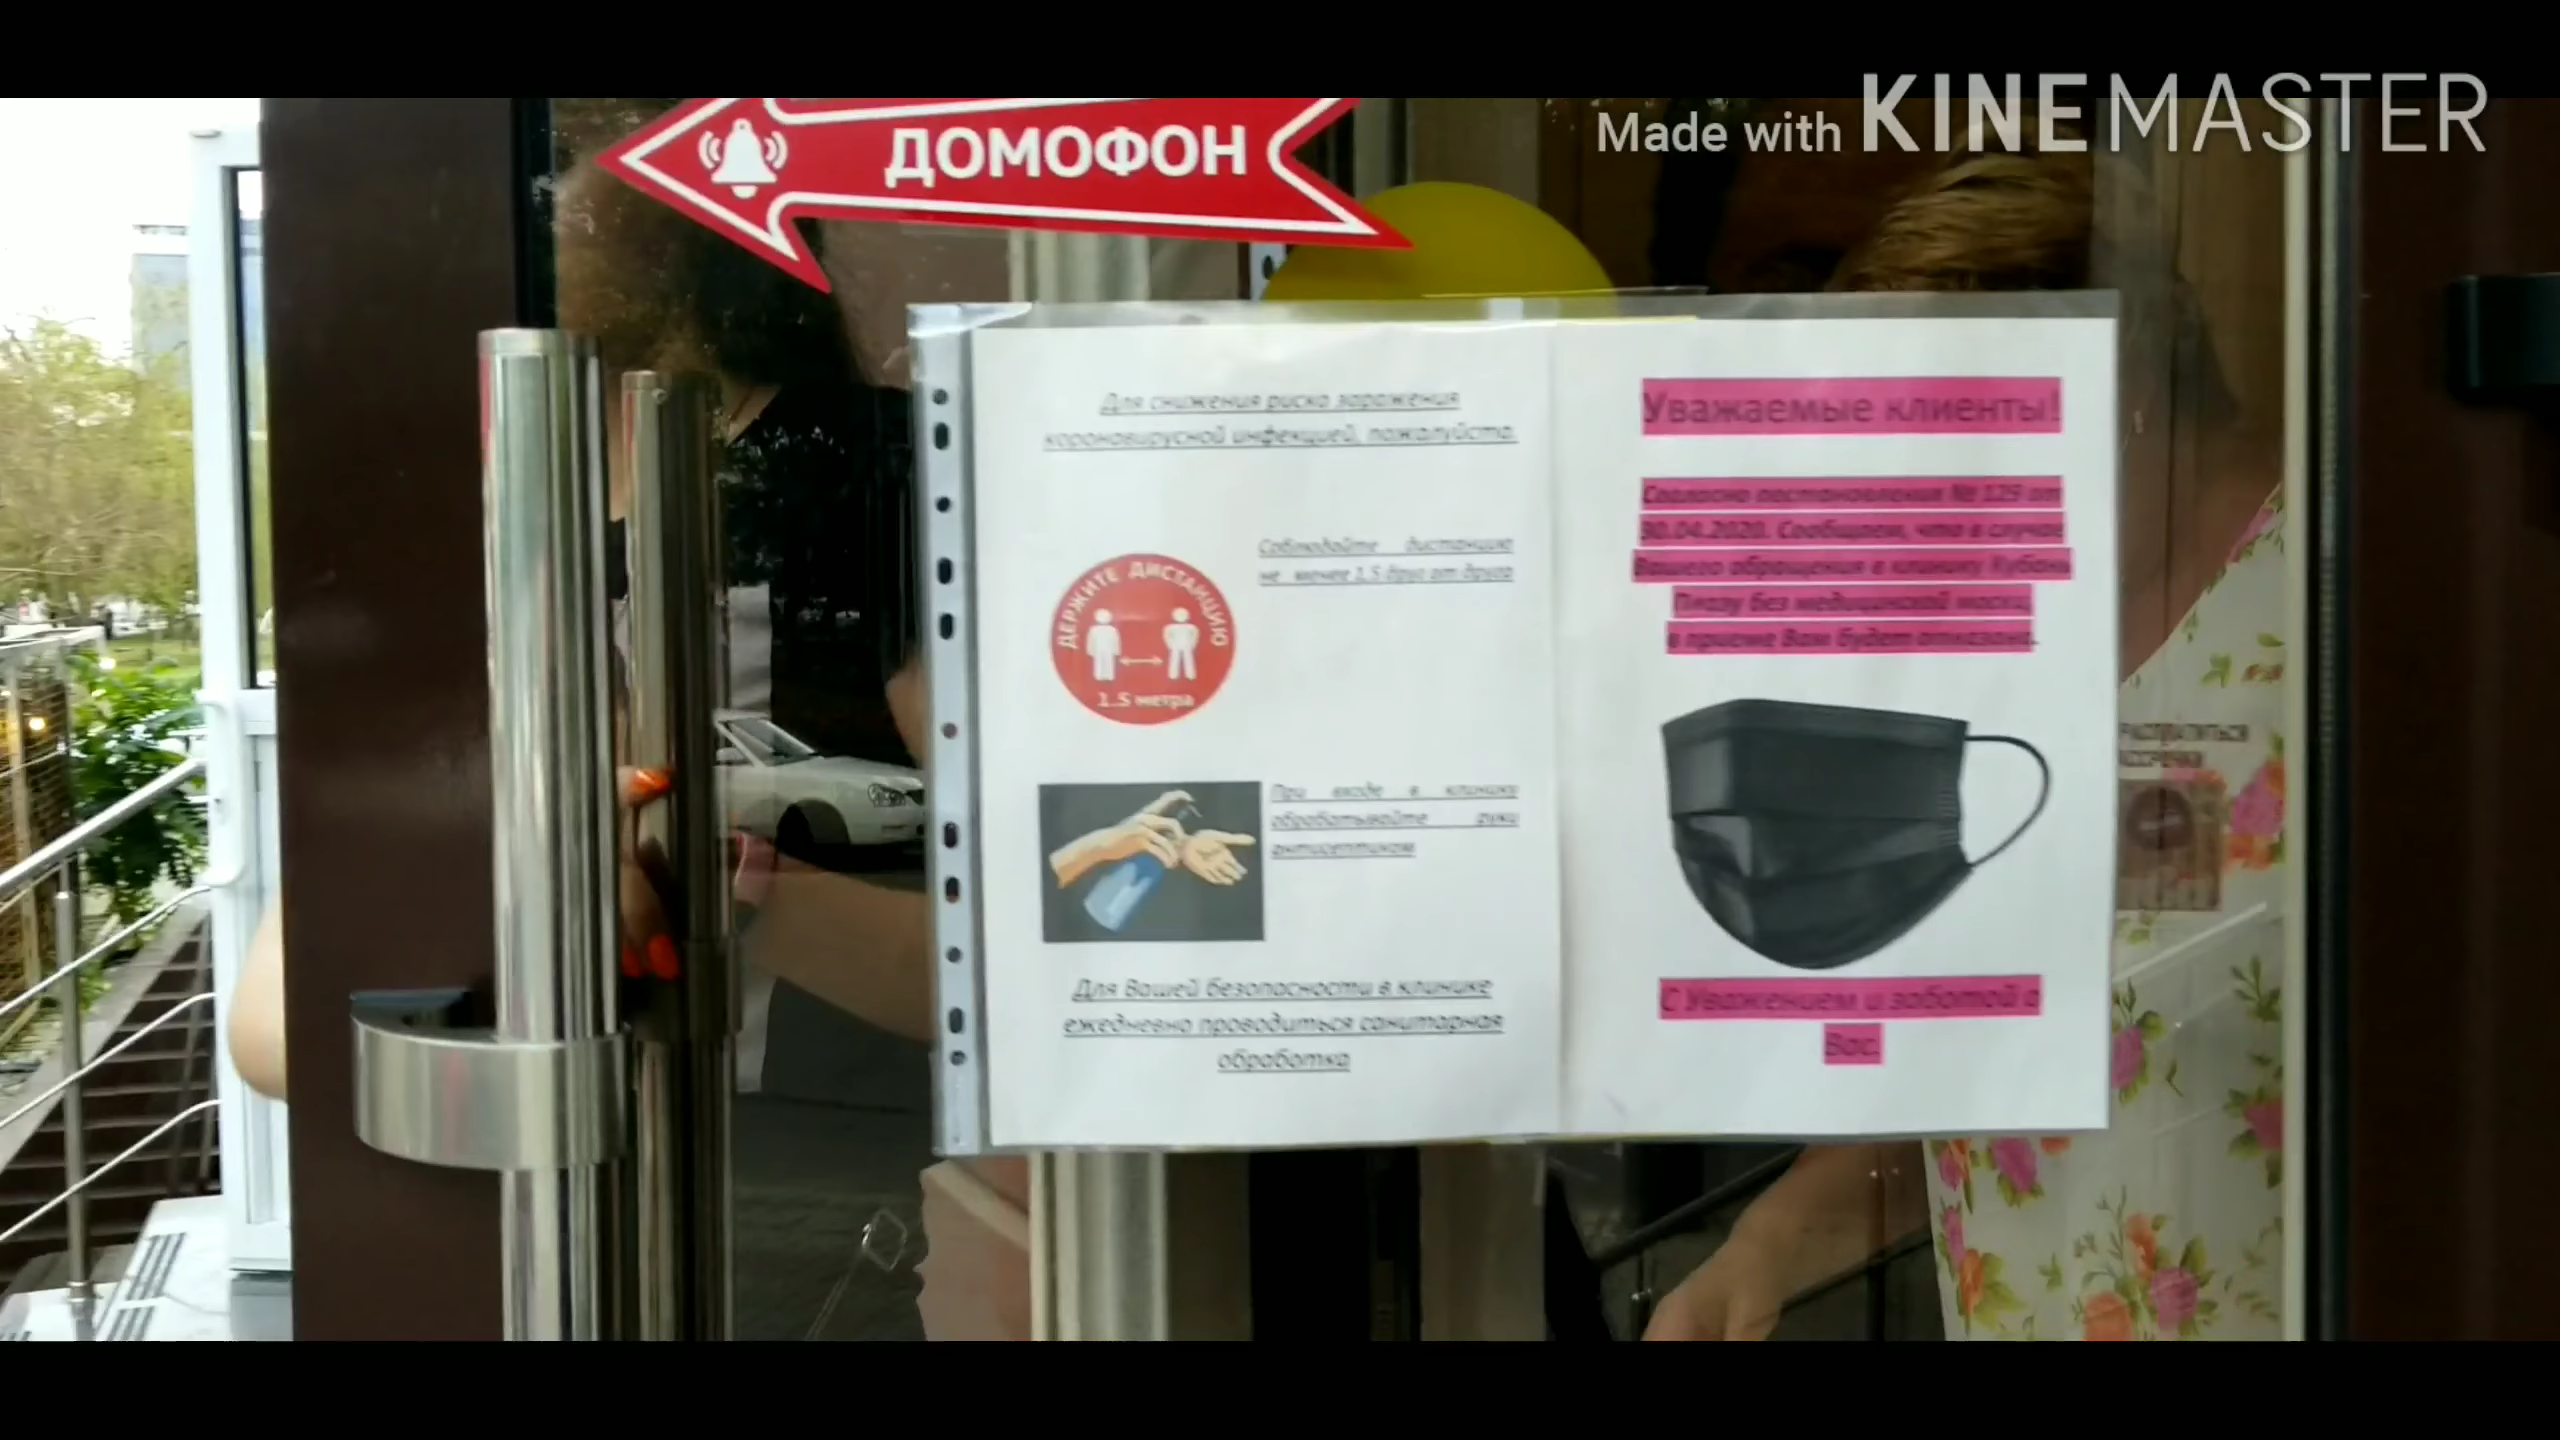 Made with KINEMASTER
ДОМОФОН
Для снижения риска заражения
короновирусной инфекцией, пожалуйста.
Соблюдайте дистанцию
не менее 1.5 друг от друга
ДЕРЖИТЕ ДИСТАНЦИЮ
1.5 метра
При входе в клинику
обрабатывайте руки
антисептиком
Для Вашей безопасности в клинике
ежедневно проводиться санитарная
обработка
Уважаемые клиенты!
Согласно постановления № 129 от
30.04.2020. Сообщаем, что в случае
Вашего обращения в клинику Кубань
Плазу без медицинской маски,
в приеме Вам будет отказано.
С Уважением и заботой о
Вас.